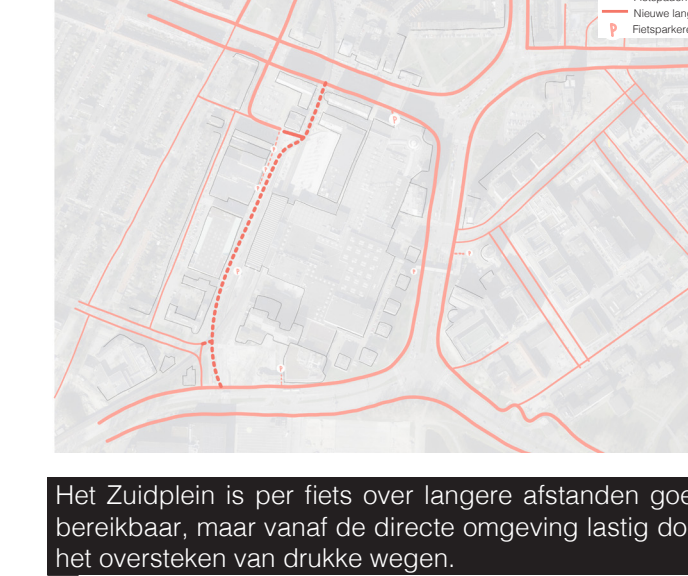 Nieuwe lang
Fietsparkere
Het Zuidplein is per fiets over langere afstanden goe
bereikbaar, maar vanaf de directe omgeving lastig do
het oversteken van drukke wegen.